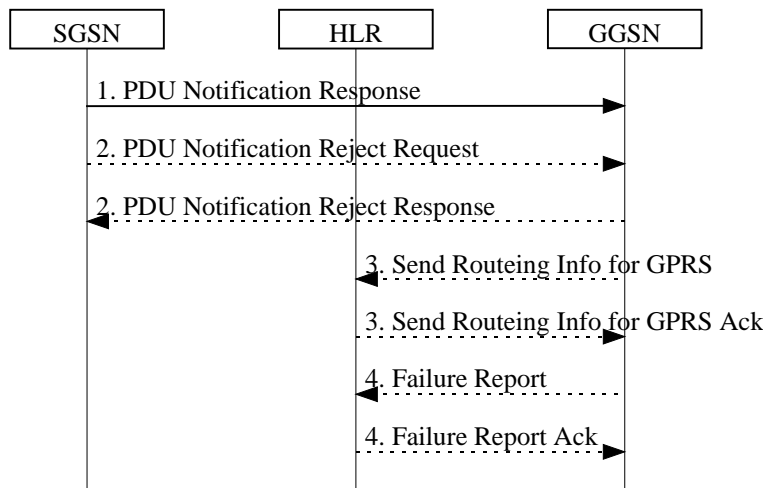 SGSN
HLR
GGSN
1. PDU Notification Response
2. PDU Notification Reject Request
2. PDU Notification Reject Response
3. Send Routeing Info for GPRS
3. Send Routeing Info for GPRS Ack
4. Failure Report
4. Failure Report Ack